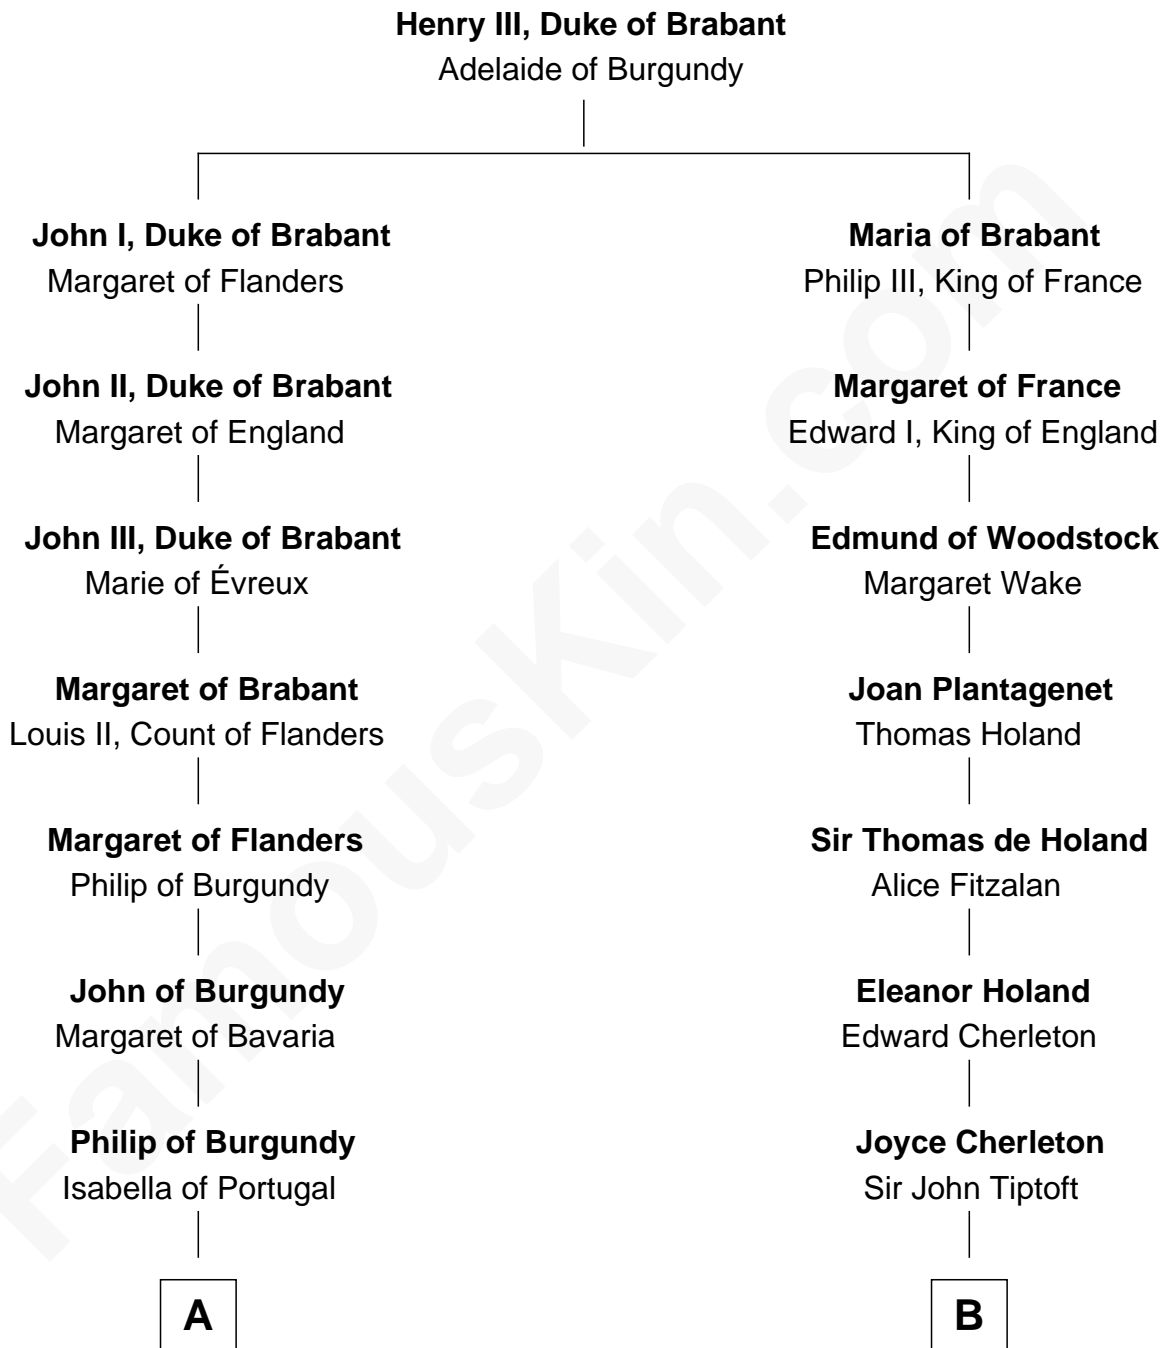 Henry III, Duke of Brabant
Adelaide of Burgundy
John I, Duke of Brabant
Margaret of Flanders
Maria of Brabant
Philip III, King of France
John II, Duke of Brabant
Margaret of England
Margaret of France
Edward I, King of England
John III, Duke of Brabant
Marie of Évreux
Edmund of Woodstock
Margaret Wake
Margaret of Brabant
Louis II, Count of Flanders
Joan Plantagenet
Thomas Holand
Margaret of Flanders
Philip of Burgundy
Sir Thomas de Holand
Alice Fitzalan
John of Burgundy
Margaret of Bavaria
Eleanor Holand
Edward Cherleton
Philip of Burgundy
Isabella of Portugal
Joyce Cherleton
Sir John Tiptoft
A
B
FamousKin.com